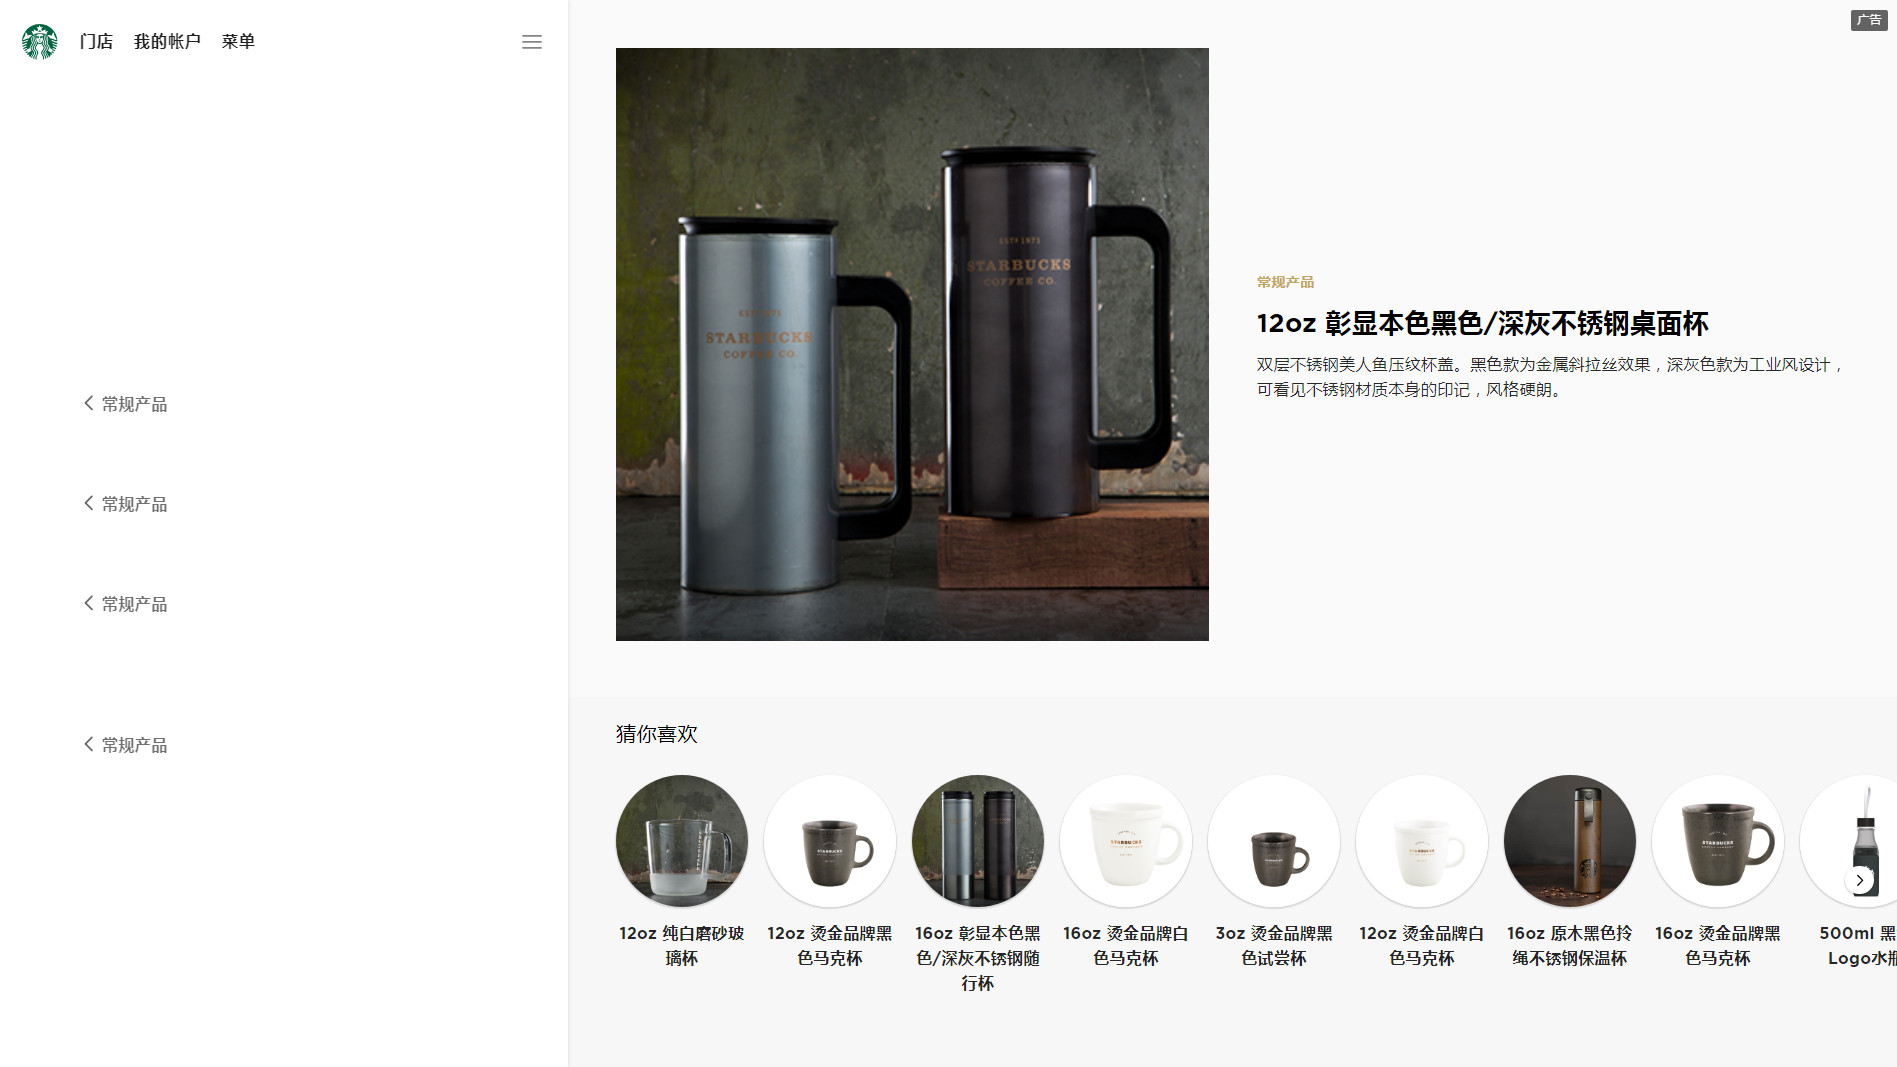 门店 我的帐户 菜单
常规产品
常规产品
常规产品
常规产品
广告
ESTD 1971
STARBUCKS
COFFEE CO.
ESTD 1971
STARBUCKS
COFFEE CO.
常规产品
12oz 彰显本色黑色/深灰不锈钢桌面杯
双层不锈钢美人鱼压纹杯盖。黑色款为金属斜拉丝效果，深灰色款为工业风设计，
可看见不锈钢材质本身的印记，风格硬朗。
猜你喜欢
12oz 纯白磨砂玻
璃杯
12oz 烫金品牌黑
色马克杯
16oz 彰显本色黑
色/深灰不锈钢随
行杯
16oz 烫金品牌白
色马克杯
3oz 烫金品牌黑
色试尝杯
12oz 烫金品牌白
色马克杯
16oz 原木黑色拎
绳不锈钢保温杯
16oz 烫金品牌黑
色马克杯
500ml 黑
Logo水瓶